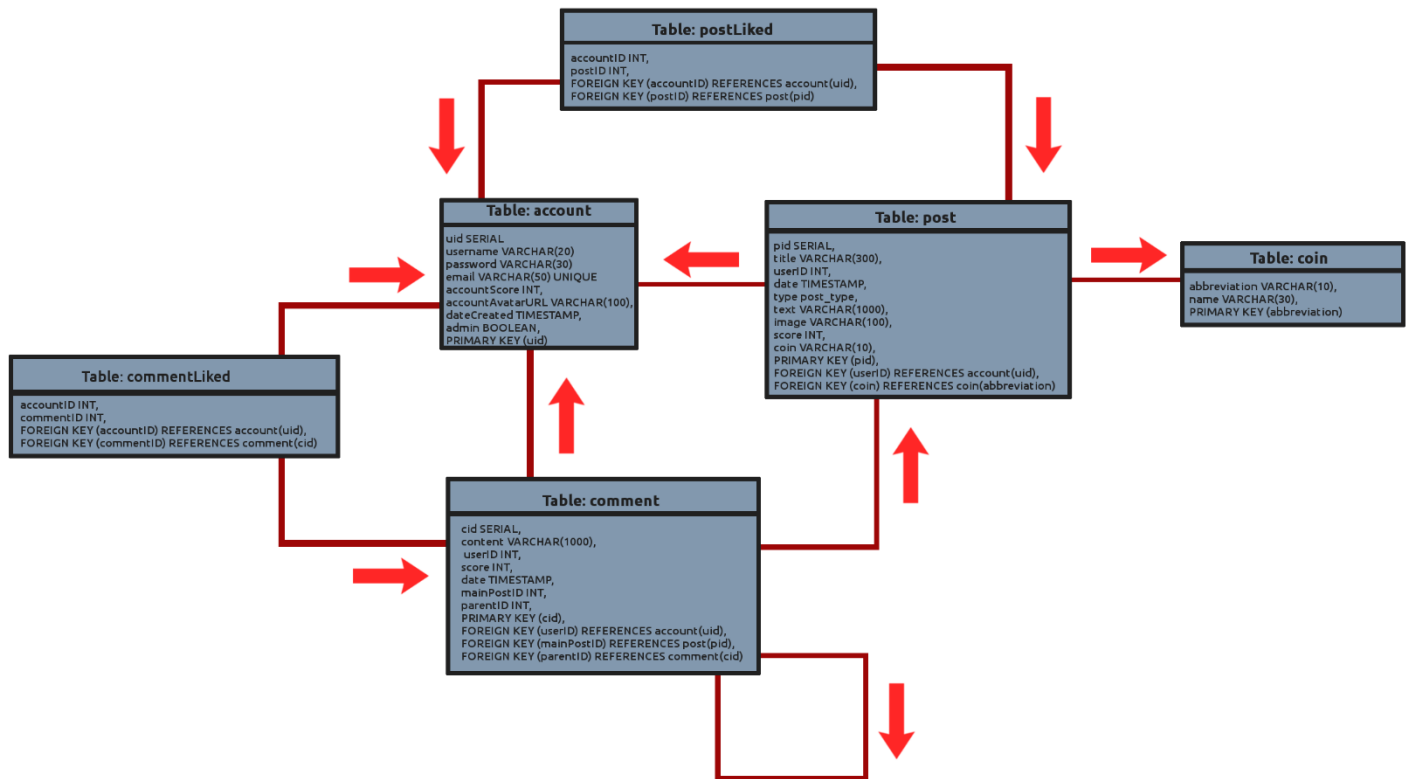 Table: postLiked
accountID INT,
postID INT,
FOREIGN KEY (accountID) REFERENCES account(uid),
FOREIGN KEY (postID) REFERENCES post(pid)
Table: account
uid SERIAL
username VARCHAR(20)
password VARCHAR(30)
email VARCHAR(50) UNIQUE
accountScore INT,
accountAvatarURL VARCHAR(100),
dateCreated TIMESTAMP,
admin BOOLEAN,
PRIMARY KEY (uid)
Table: post
pid SERIAL,
title VARCHAR(300),
userID INT,
date TIMESTAMP,
type post_type,
text VARCHAR(1000),
image VARCHAR(100),
score INT,
coin VARCHAR(10),
PRIMARY KEY (pid),
FOREIGN KEY (userID) REFERENCES account(uid),
FOREIGN KEY (coin) REFERENCES coin(abbreviation)
Table: coin
abbreviation VARCHAR(10),
name VARCHAR(30),
PRIMARY KEY (abbreviation)
Table: commentLiked
accountID INT,
commentID INT,
FOREIGN KEY (accountID) REFERENCES account(uid),
FOREIGN KEY (commentID) REFERENCES comment(cid)
Table: comment
cid SERIAL,
content VARCHAR(1000),
userID INT,
score INT,
date TIMESTAMP,
mainPostID INT,
parentID INT,
PRIMARY KEY (cid),
FOREIGN KEY (userID) REFERENCES account(uid),
FOREIGN KEY (mainPostID) REFERENCES post(pid),
FOREIGN KEY (parentID) REFERENCES comment(cid)